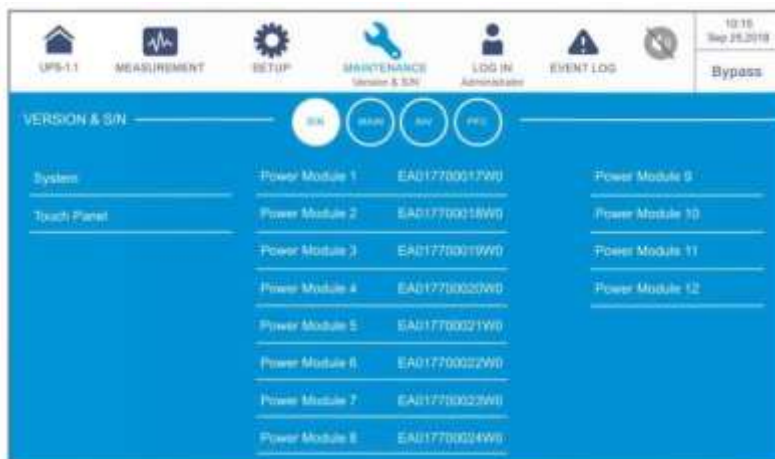 10:15
Sep 25,2018
UPS-1.1
MEASUREMENT
SETUP
MAINTENANCE
Version & S/N
LOG IN
Administrator
EVENT LOG
Bypass
VERSION & S/N
S/N
MAIN
INV
PFC
System
Touch Panel
Power Module 1 EA017700017W0
Power Module 2 EA017700018W0
Power Module 3 EA017700019W0
Power Module 4 EA017700020W0
Power Module 5 EA017700021W0
Power Module 6 EA017700022W0
Power Module 7 EA017700023W0
Power Module 8 EA017700024W0
Power Module 9
Power Module 10
Power Module 11
Power Module 12